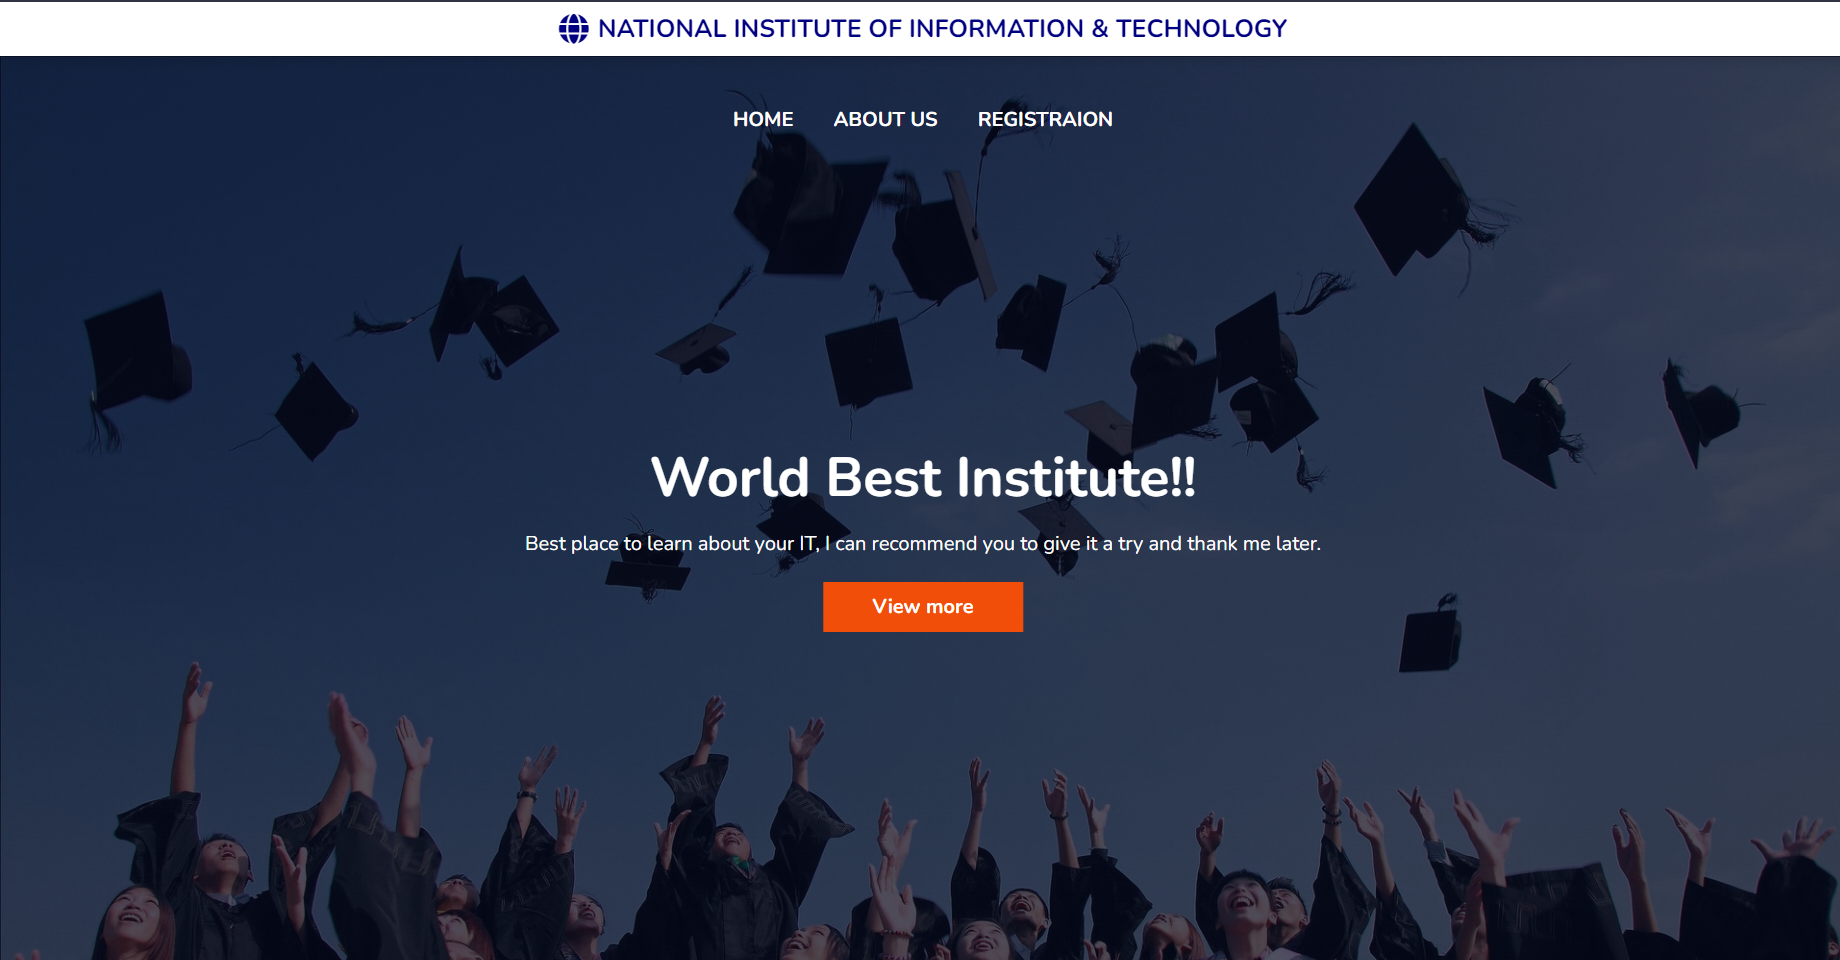 NATIONAL INSTITUTE OF INFORMATION & TECHNOLOGY
HOME ABOUT US REGISTRAION
World Best Institute!!
Best place to learn about your IT, I can recommend you to give it a try and thank me later.
View more